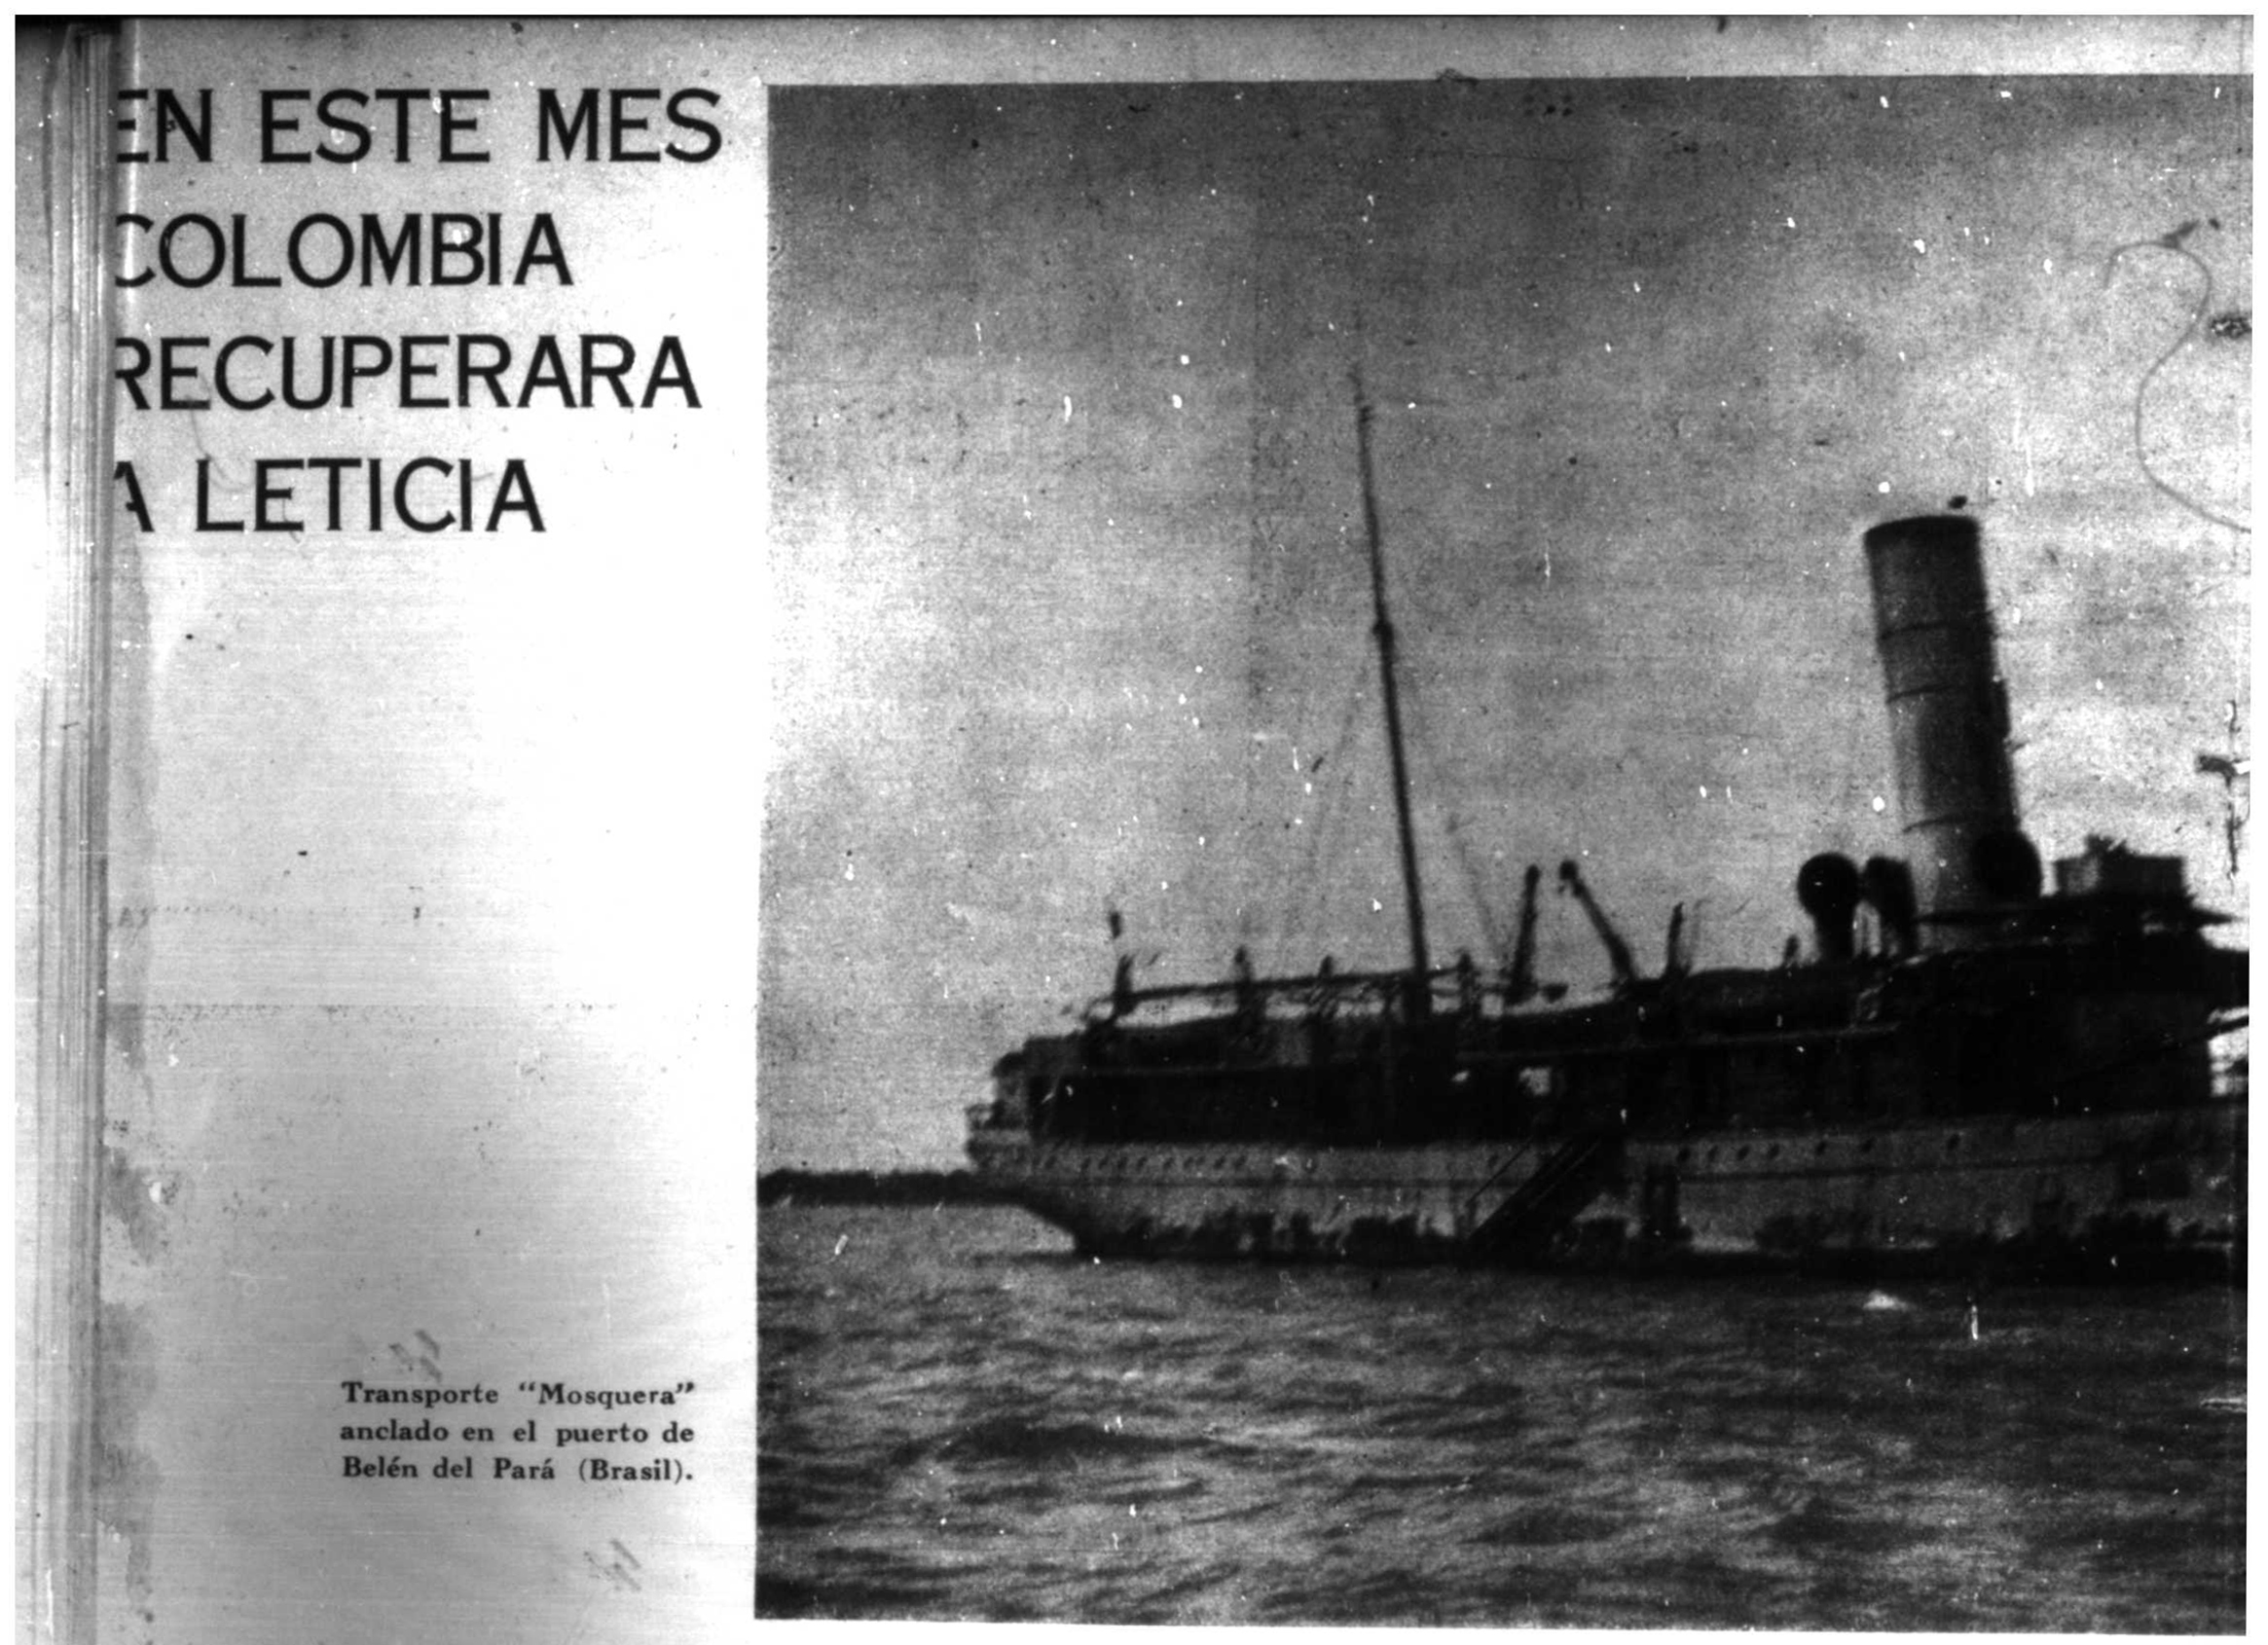 EN ESTE MES
COLOMBIA
RECUPERARA
A LETICIA
Transporte “Mosquera”
anclado en el puerto de
Belén del Pará (Brasil).